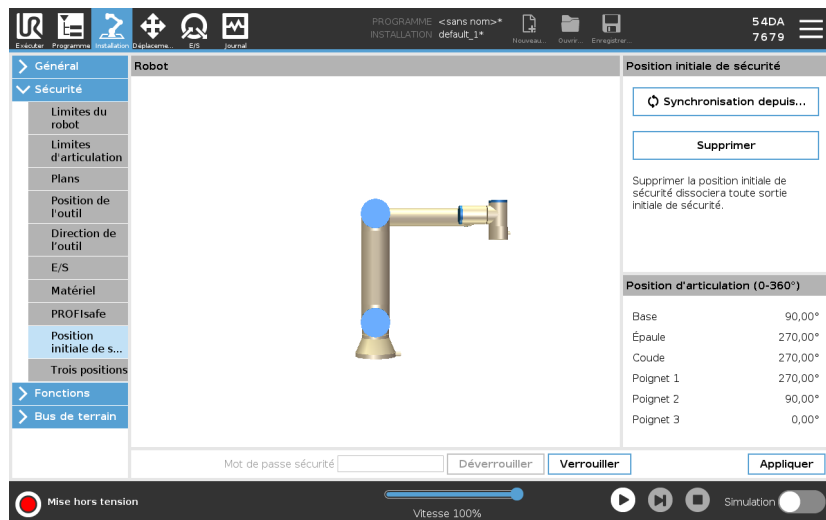 PROGRAMME <sans nom>*
INSTALLATION default_1*
54DA
7679
Exécuter Programme Installation Déplaceme... E/S Journal
Nouveau... Ouvrir... Enregistrer...
Général
Sécurité
Limites du
robot
Limites
d'articulation
Plans
Position de
l'outil
Direction de
l'outil
E/S
Matériel
PROFIsafe
Position
initiale de s...
Trois positions
Fonctions
Bus de terrain
Robot
Position initiale de sécurité
Synchronisation depuis...
Supprimer
Supprimer la position initiale de
sécurité dissociera toute sortie
initiale de sécurité.
Position d'articulation (0-360°)
Base 90,00°
Épaule 270,00°
Coude 270,00°
Poignet 1 270,00°
Poignet 2 90,00°
Poignet 3 0,00°
Mot de passe sécurité Déverrouiller Verrouiller Appliquer
Mise hors tension
Vitesse 100%
Simulation